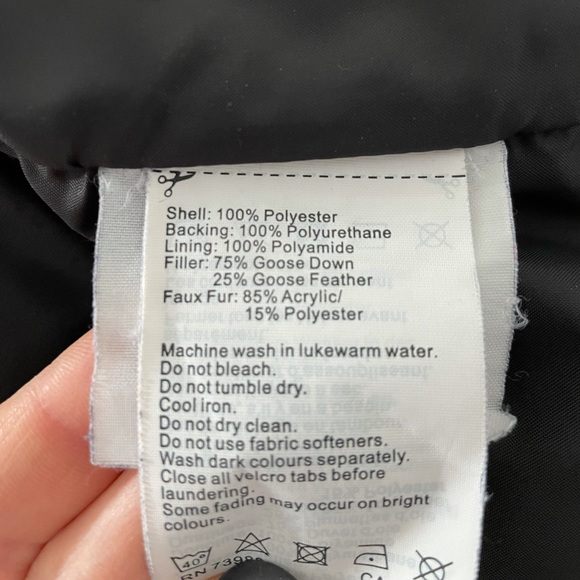 Shell: 100% Polyester
Backing: 100% Polyurethane
Lining: 100% Polyamide
Filler: 75% Goose Down
25% Goose Feather
Faux Fur: 85% Acrylic/
15% Polyester
Machine wash in lukewarm water.
Do not bleach.
Do not tumble dry.
Cool iron.
Do not dry clean.
Do not use fabric softeners.
Wash dark colours separately.
Close all velcro tabs before
laundering.
Some fading may occur on bright
colours.
40°
RN
CA